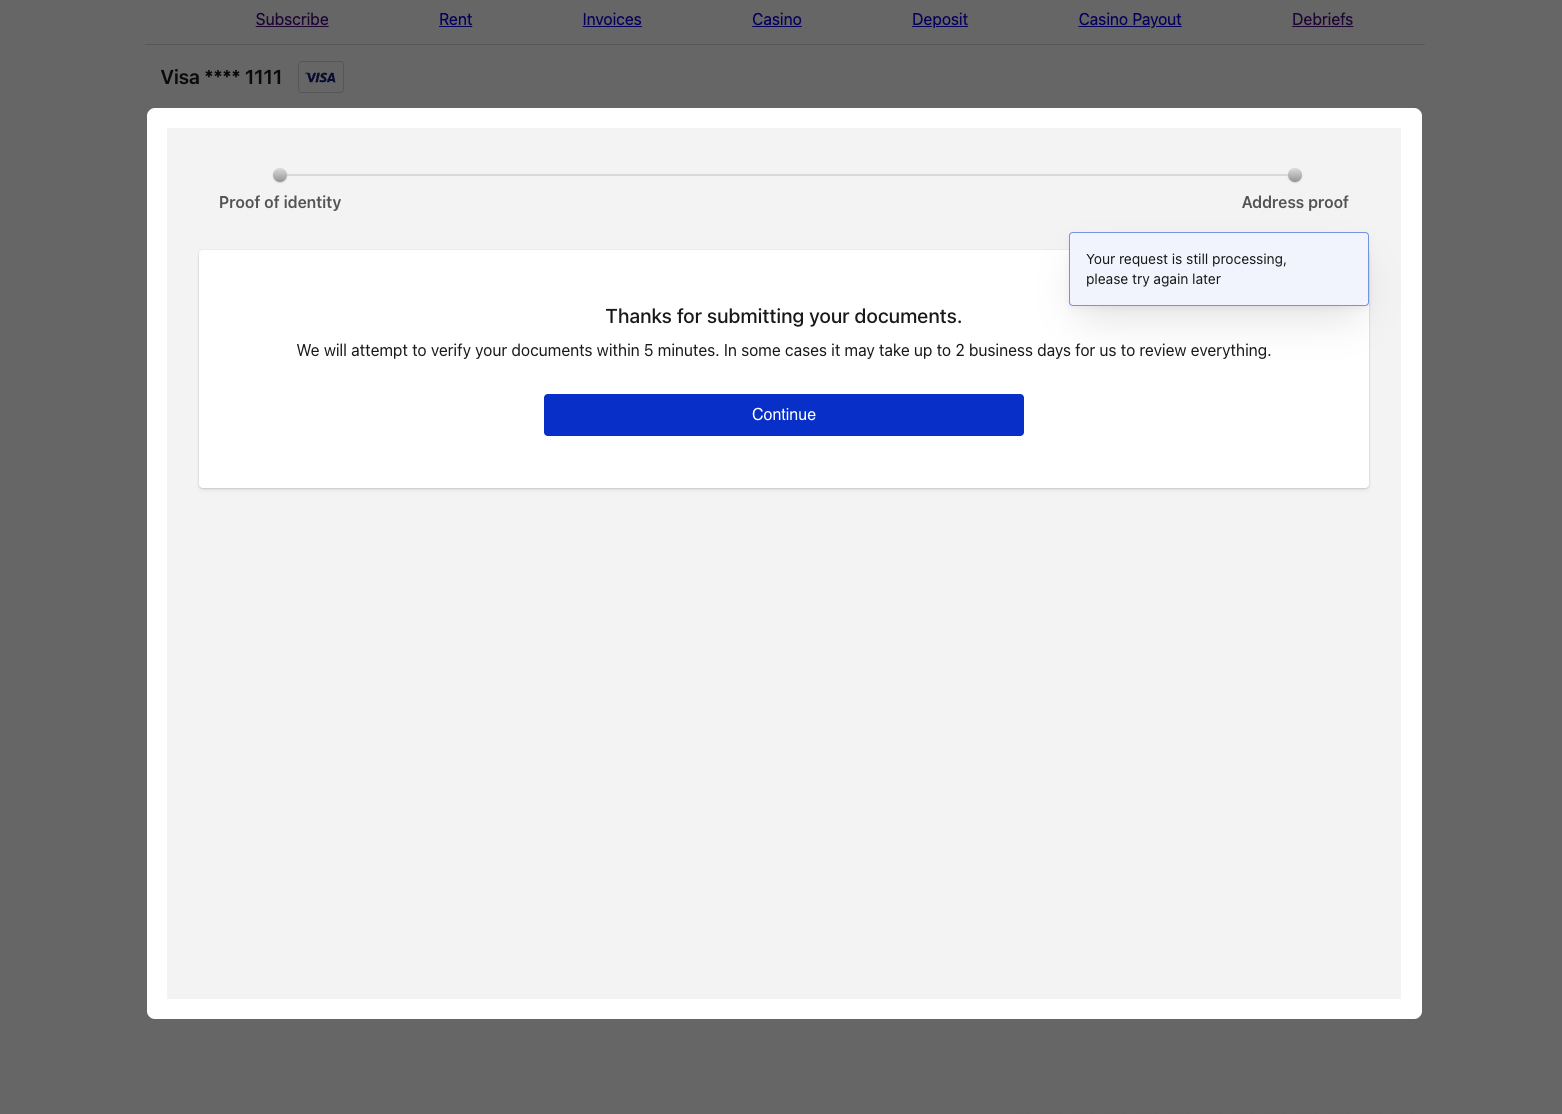 Subscribe Rent Invoices Casino Deposit Casino Payout Debriefs
Visa **** 1111 VISA
Proof of identity Address proof
Your request is still processing,
please try again later
Thanks for submitting your documents.
We will attempt to verify your documents within 5 minutes. In some cases it may take up to 2 business days for us to review everything.
Continue